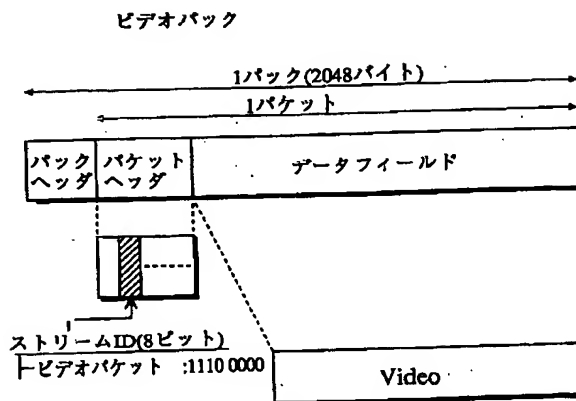 ビデオパック
1パック(2048バイト)
1パケット
パック
ヘッダ
パケット
ヘッダ
データフィールド
ストリームID(8ビット)
ビデオパケット :1110 0000
Video